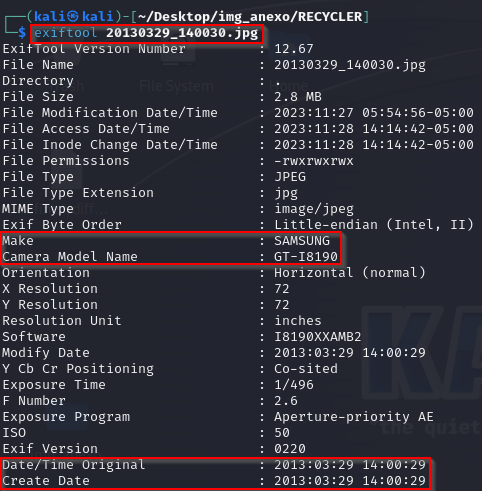 ┌──(kali㉿kali)-[~/Desktop/img_anexo/RECYCLER]
└─$ exiftool 20130329_140030.jpg
ExifTool Version Number : 12.67
File Name : 20130329_140030.jpg
Directory : .
File Size : 2.8 MB
File Modification Date/Time : 2023:11:27 05:54:56-05:00
File Access Date/Time : 2023:11:28 14:14:42-05:00
File Inode Change Date/Time : 2023:11:28 14:14:42-05:00
File Permissions : -rwxrwxrwx
File Type : JPEG
File Type Extension : jpg
MIME Type : image/jpeg
Exif Byte Order : Little-endian (Intel, II)
Make : SAMSUNG
Camera Model Name : GT-I8190
Orientation : Horizontal (normal)
X Resolution : 72
Y Resolution : 72
Resolution Unit : inches
Software : I8190XXAMB2
Modify Date : 2013:03:29 14:00:29
Y Cb Cr Positioning : Co-sited
Exposure Time : 1/496
F Number : 2.6
Exposure Program : Aperture-priority AE
ISO : 50
Exif Version : 0220
Date/Time Original : 2013:03:29 14:00:29
Create Date : 2013:03:29 14:00:29
File System
Home
KA
the quiet